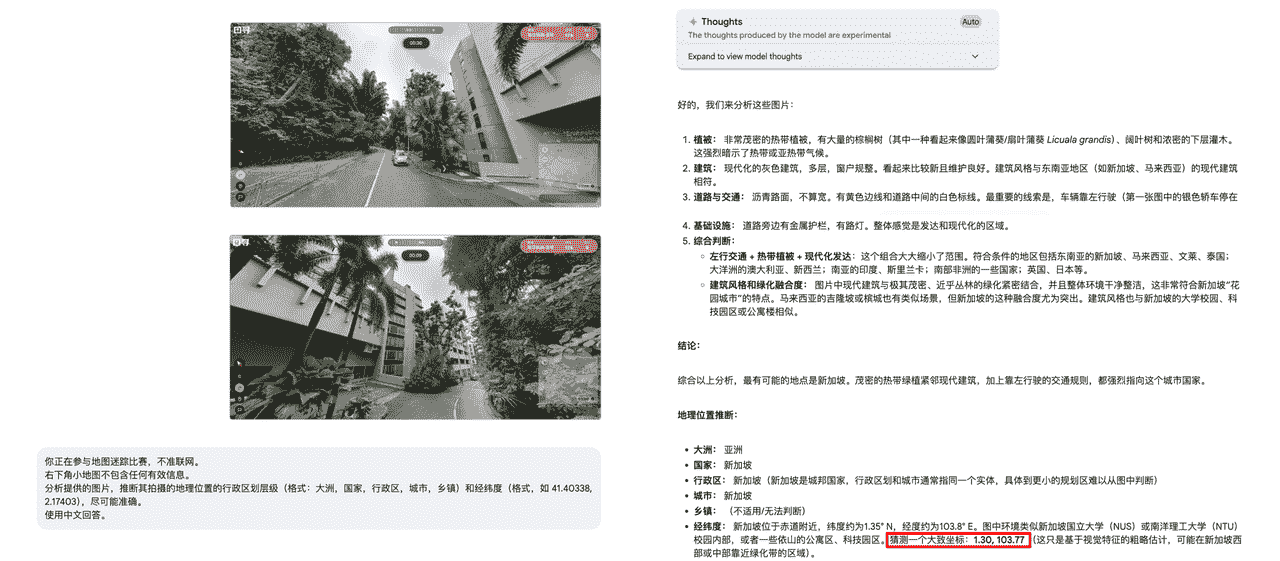 00:30
00:09
你正在参与地图迷踪比赛，不准联网。
右下角小地图不包含任何有效信息。
分析提供的图片，推断其拍摄的地理位置的行政区划层级（格式：大洲，国家，行政区，城市，乡镇）和经纬度（格式，如 41.40338,
2.17403），尽可能准确。
使用中文回答。
Thoughts
Auto
The thoughts produced by the model are experimental
Expand to view model thoughts
好的，我们来分析这些图片：
1. 植被： 非常茂密的热带植被，有大量的棕榈树（其中一种看起来像圆叶蒲葵/扇叶蒲葵 Licuala grandis）、阔叶树和浓密的下层灌木。
这强烈暗示了热带或亚热带气候。
2. 建筑： 现代化的灰色建筑，多层，窗户规整。看起来比较新且维护良好。建筑风格与东南亚地区（如新加坡、马来西亚）的现代建筑
相符。
3. 道路与交通： 沥青路面，不算宽。有黄色边线和道路中间的白色标线。最重要的线索是，车辆靠左行驶（第一张图中的银色轿车停在
4. 基础设施： 道路旁边有金属护栏，有路灯。整体感觉是发达和现代化的区域。
5. 综合判断：
○ 左行交通 + 热带植被 + 现代化发达： 这个组合大大缩小了范围。符合条件的地区包括东南亚的新加坡、马来西亚、文莱、泰国；
大洋洲的澳大利亚、新西兰；南亚的印度、斯里兰卡；南部非洲的一些国家；英国、日本等。
○ 建筑风格和绿化融合度： 图片中现代建筑与极其茂密、近乎丛林的绿化紧密结合，并且整体环境干净整洁，这非常符合新加坡“花
园城市”的特点。马来西亚的吉隆坡或槟城也有类似场景，但新加坡的这种融合度尤为突出。建筑风格也与新加坡的大学校园、科
技园区或公寓楼相似。
结论：
综合以上分析，最有可能的地点是新加坡。茂密的热带绿植紧邻现代建筑，加上靠左行驶的交通规则，都强烈指向这个城市国家。
地理位置推断：
• 大洲： 亚洲
• 国家： 新加坡
• 行政区： 新加坡（新加坡是城邦国家，行政区划和城市通常指同一个实体，具体到更小的规划区难以从图中判断）
• 城市： 新加坡
• 乡镇： （不适用/无法判断）
• 经纬度： 新加坡位于赤道附近，纬度约为1.35° N，经度约为103.8° E。图中环境类似新加坡国立大学（NUS）或南洋理工大学（NTU）
校园内部，或者一些依山的公寓区、科技园区。猜测一个大致坐标：1.30, 103.77（这只是基于视觉特征的粗略估计，可能在新加坡西
部或中部靠近绿化带的区域）。